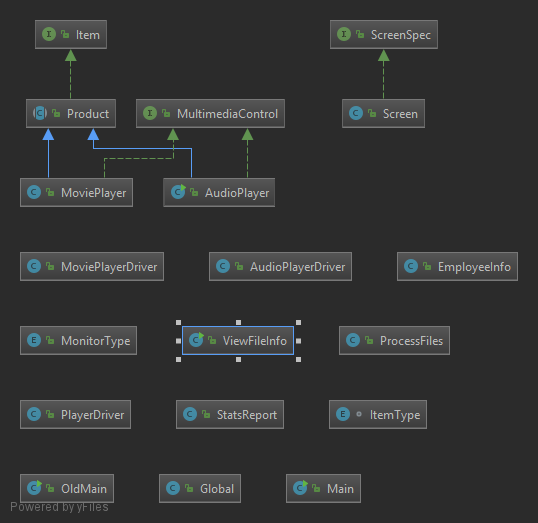 I Item
I ScreenSpec
C Product
I MultimediaControl
C Screen
C MoviePlayer
C AudioPlayer
C MoviePlayerDriver
C AudioPlayerDriver
C EmployeeInfo
E MonitorType
C ViewFileInfo
C ProcessFiles
C PlayerDriver
C StatsReport
E ItemType
C OldMain
C Global
C Main
Powered by yFiles